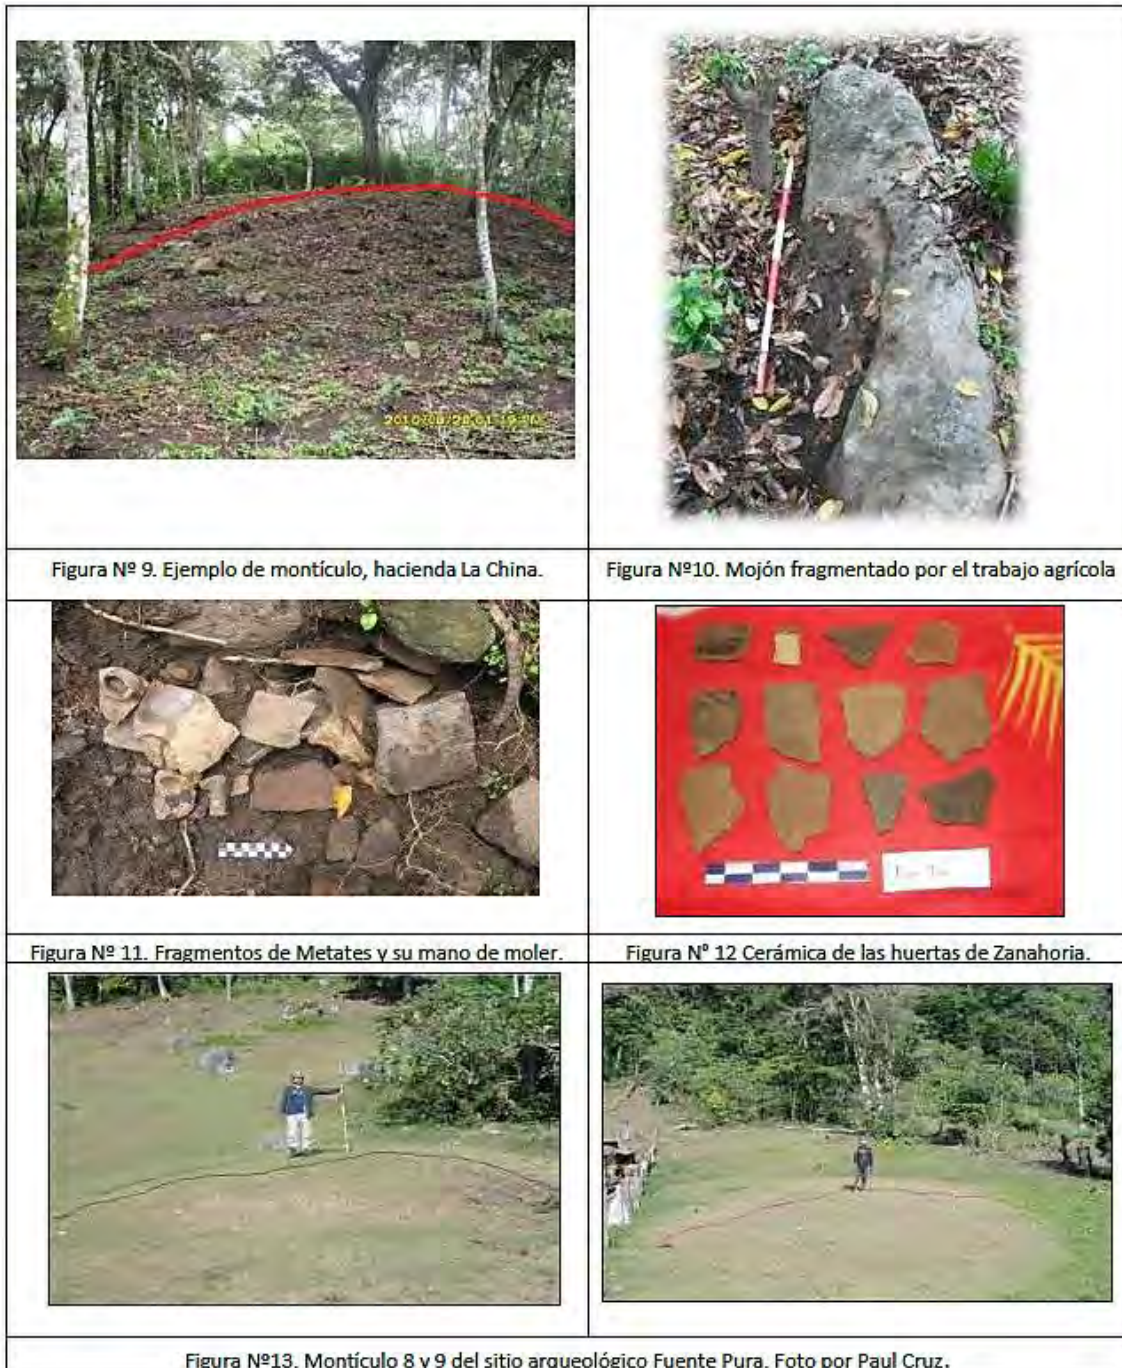 Figura Nº 9. Ejemplo de montículo, hacienda La China.
Figura Nº10. Mojón fragmentado por el trabajo agrícola
Figura Nº 11. Fragmentos de Metates y su mano de moler.
Figura N° 12 Cerámica de las huertas de Zanahoria.
Figura Nº13. Montículo 8 y 9 del sitio arqueológico Fuente Pura. Foto por Paul Cruz.